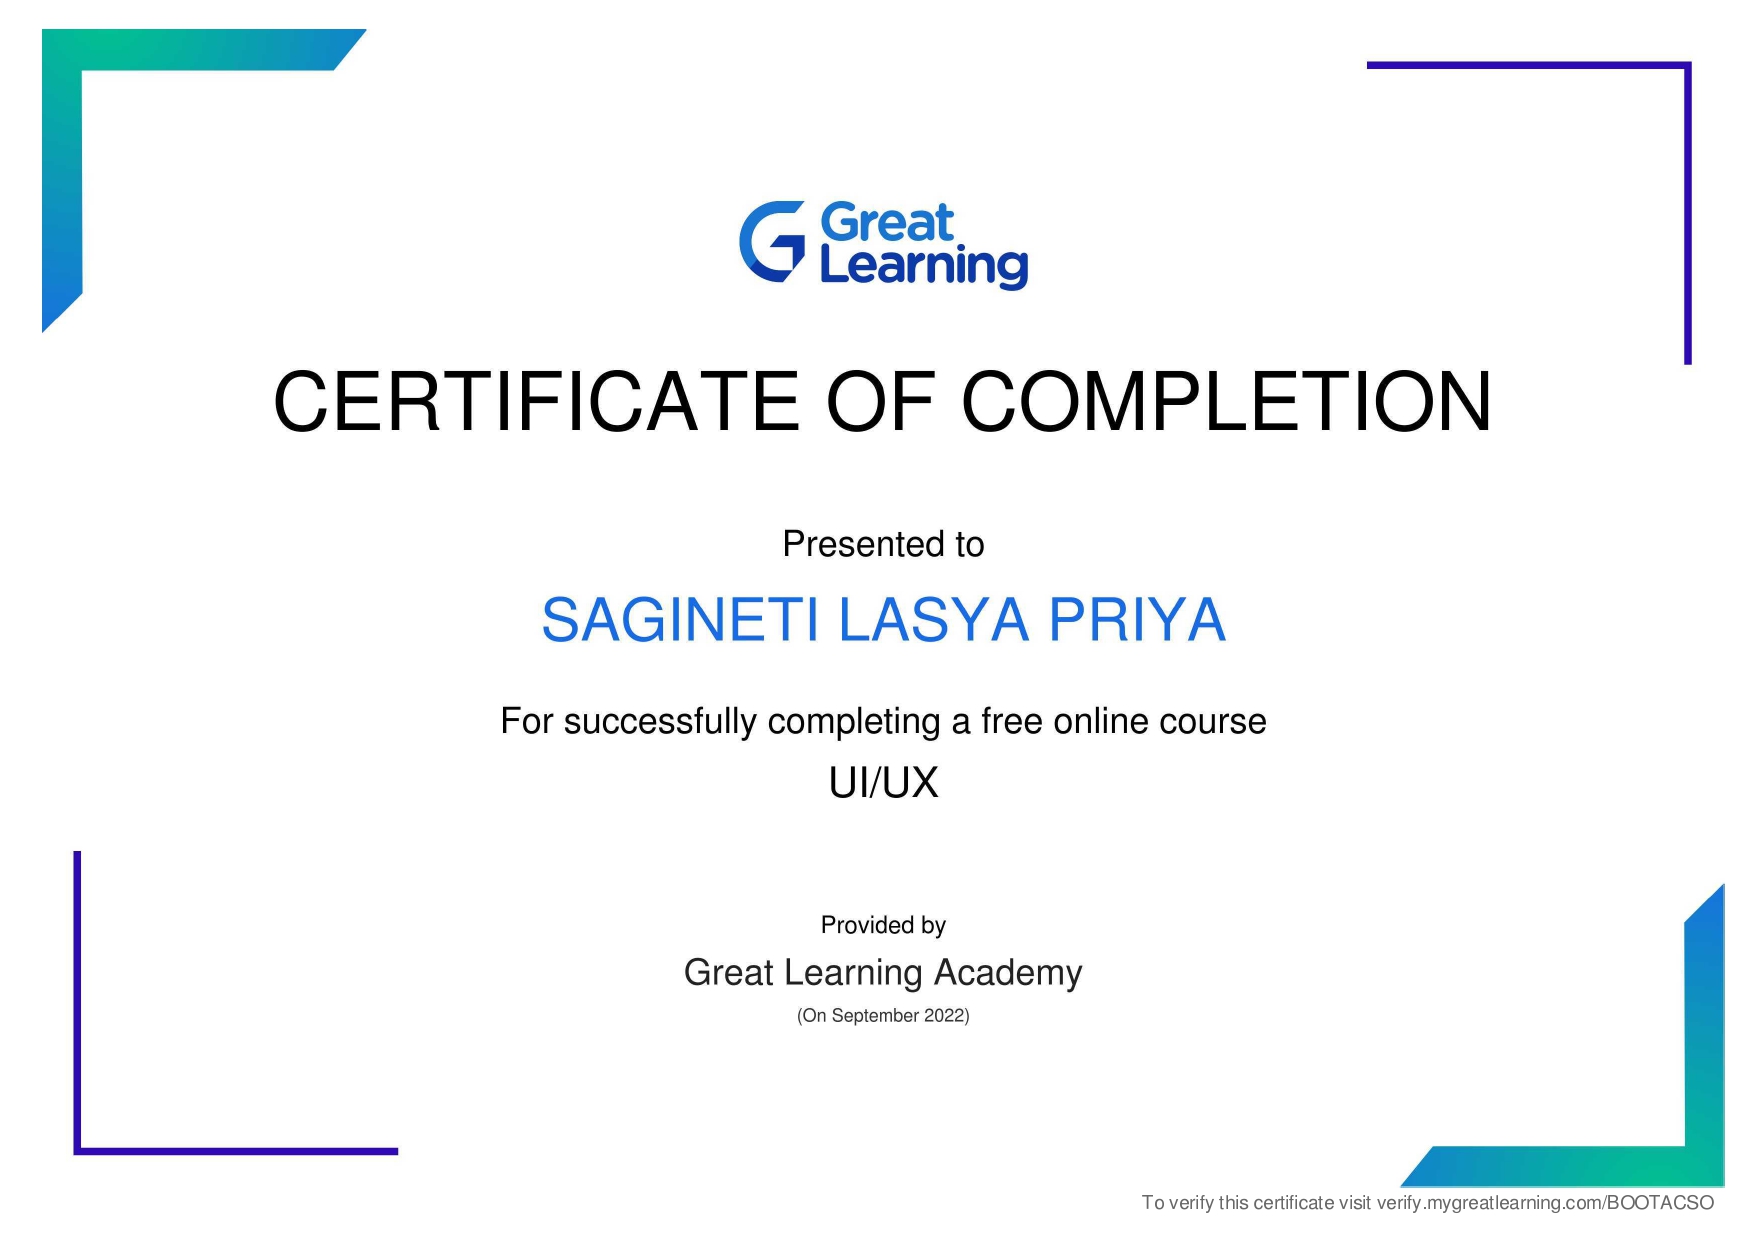 Great
Learning
CERTIFICATE OF COMPLETION
Presented to
SAGINETI LASYA PRIYA
For successfully completing a free online course
UI/UX
Provided by
Great Learning Academy
(On September 2022)
To verify this certificate visit verify.mygreatlearning.com/BOOTACSO